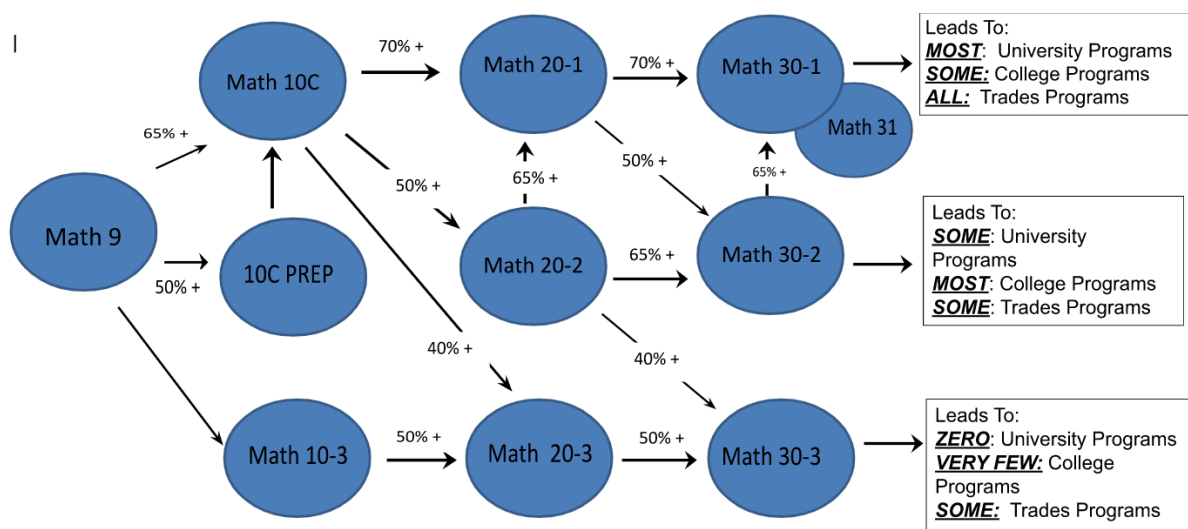 l
Math 9
65% +
50% +
Math 10C
10C PREP
Math 10-3
70% +
50% +
40% +
50% +
Math 20-1
65% +
Math 20-2
Math 20-3
70% +
50% +
65% +
40% +
50% +
Math 30-1
Math 31
65% +
Math 30-2
Math 30-3
Leads To:
MOST: University Programs
SOME: College Programs
ALL: Trades Programs
Leads To:
SOME: University
Programs
MOST: College Programs
SOME: Trades Programs
Leads To:
ZERO: University Programs
VERY FEW: College
Programs
SOME: Trades Programs